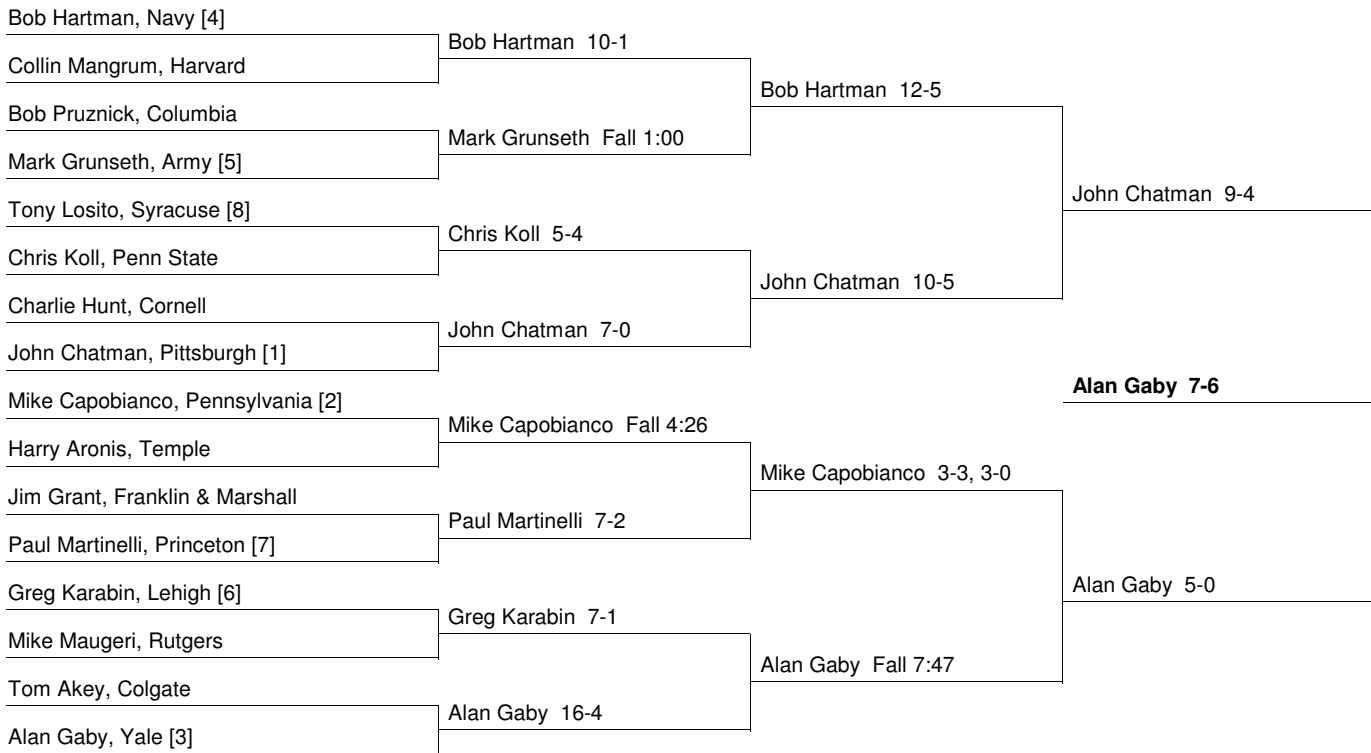 Bob Hartman, Navy [4]
Collin Mangrum, Harvard
Bob Pruznick, Columbia
Mark Grunseth, Army [5]
Tony Losito, Syracuse [8]
Chris Koll, Penn State
Charlie Hunt, Cornell
John Chatman, Pittsburgh [1]
Mike Capobianco, Pennsylvania [2]
Harry Aronis, Temple
Jim Grant, Franklin & Marshall
Paul Martinelli, Princeton [7]
Greg Karabin, Lehigh [6]
Mike Maugeri, Rutgers
Tom Akey, Colgate
Alan Gaby, Yale [3]
Bob Hartman 10-1
Mark Grunseth Fall 1:00
Chris Koll 5-4
John Chatman 7-0
Mike Capobianco Fall 4:26
Paul Martinelli 7-2
Greg Karabin 7-1
Alan Gaby 16-4
Bob Hartman 12-5
John Chatman 10-5
Mike Capobianco 3-3, 3-0
Alan Gaby Fall 7:47
John Chatman 9-4
Alan Gaby 7-6
Alan Gaby 5-0